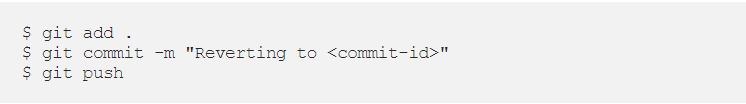 $ git add .
$ git commit -m "Reverting to <commit-id>"
$ git push